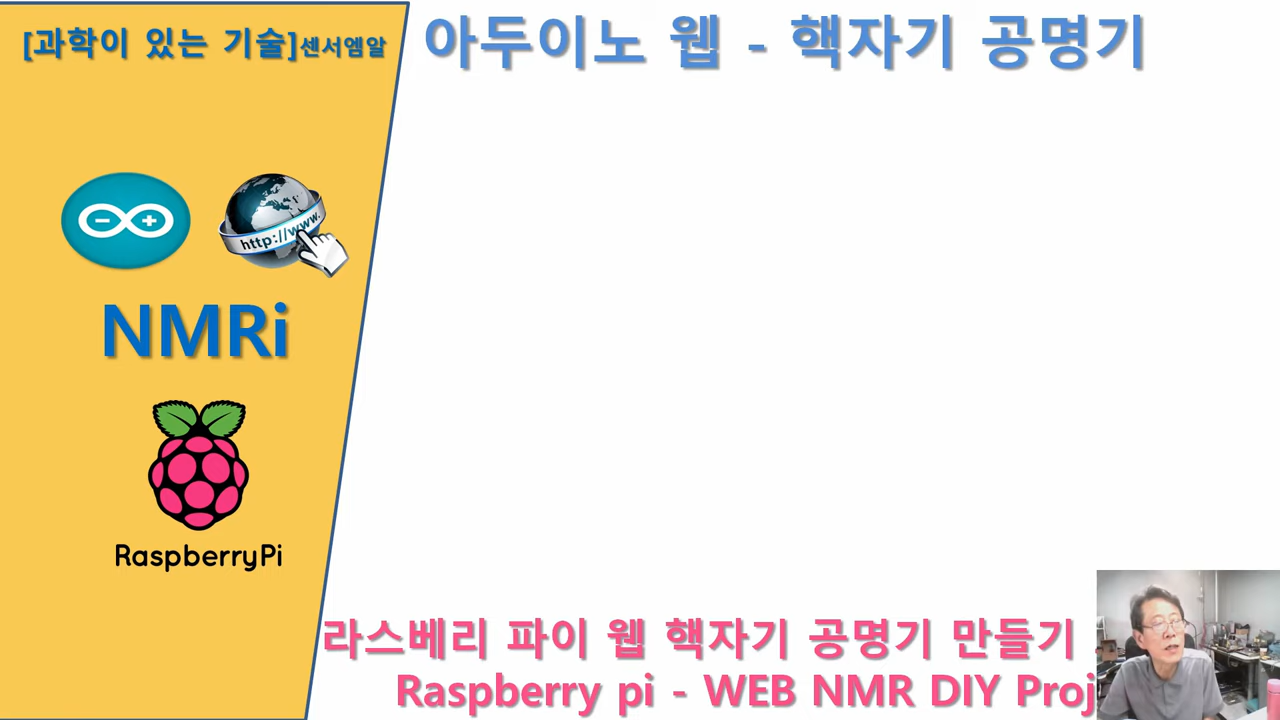 [과학이 있는 기술]센서엠알
아두이노 웹 - 핵자기 공명기
http://www.
NMRi
RaspberryPi
라스베리 파이 웹 핵자기 공명기 만들기
Raspberry pi - WEB NMR DIY Proj